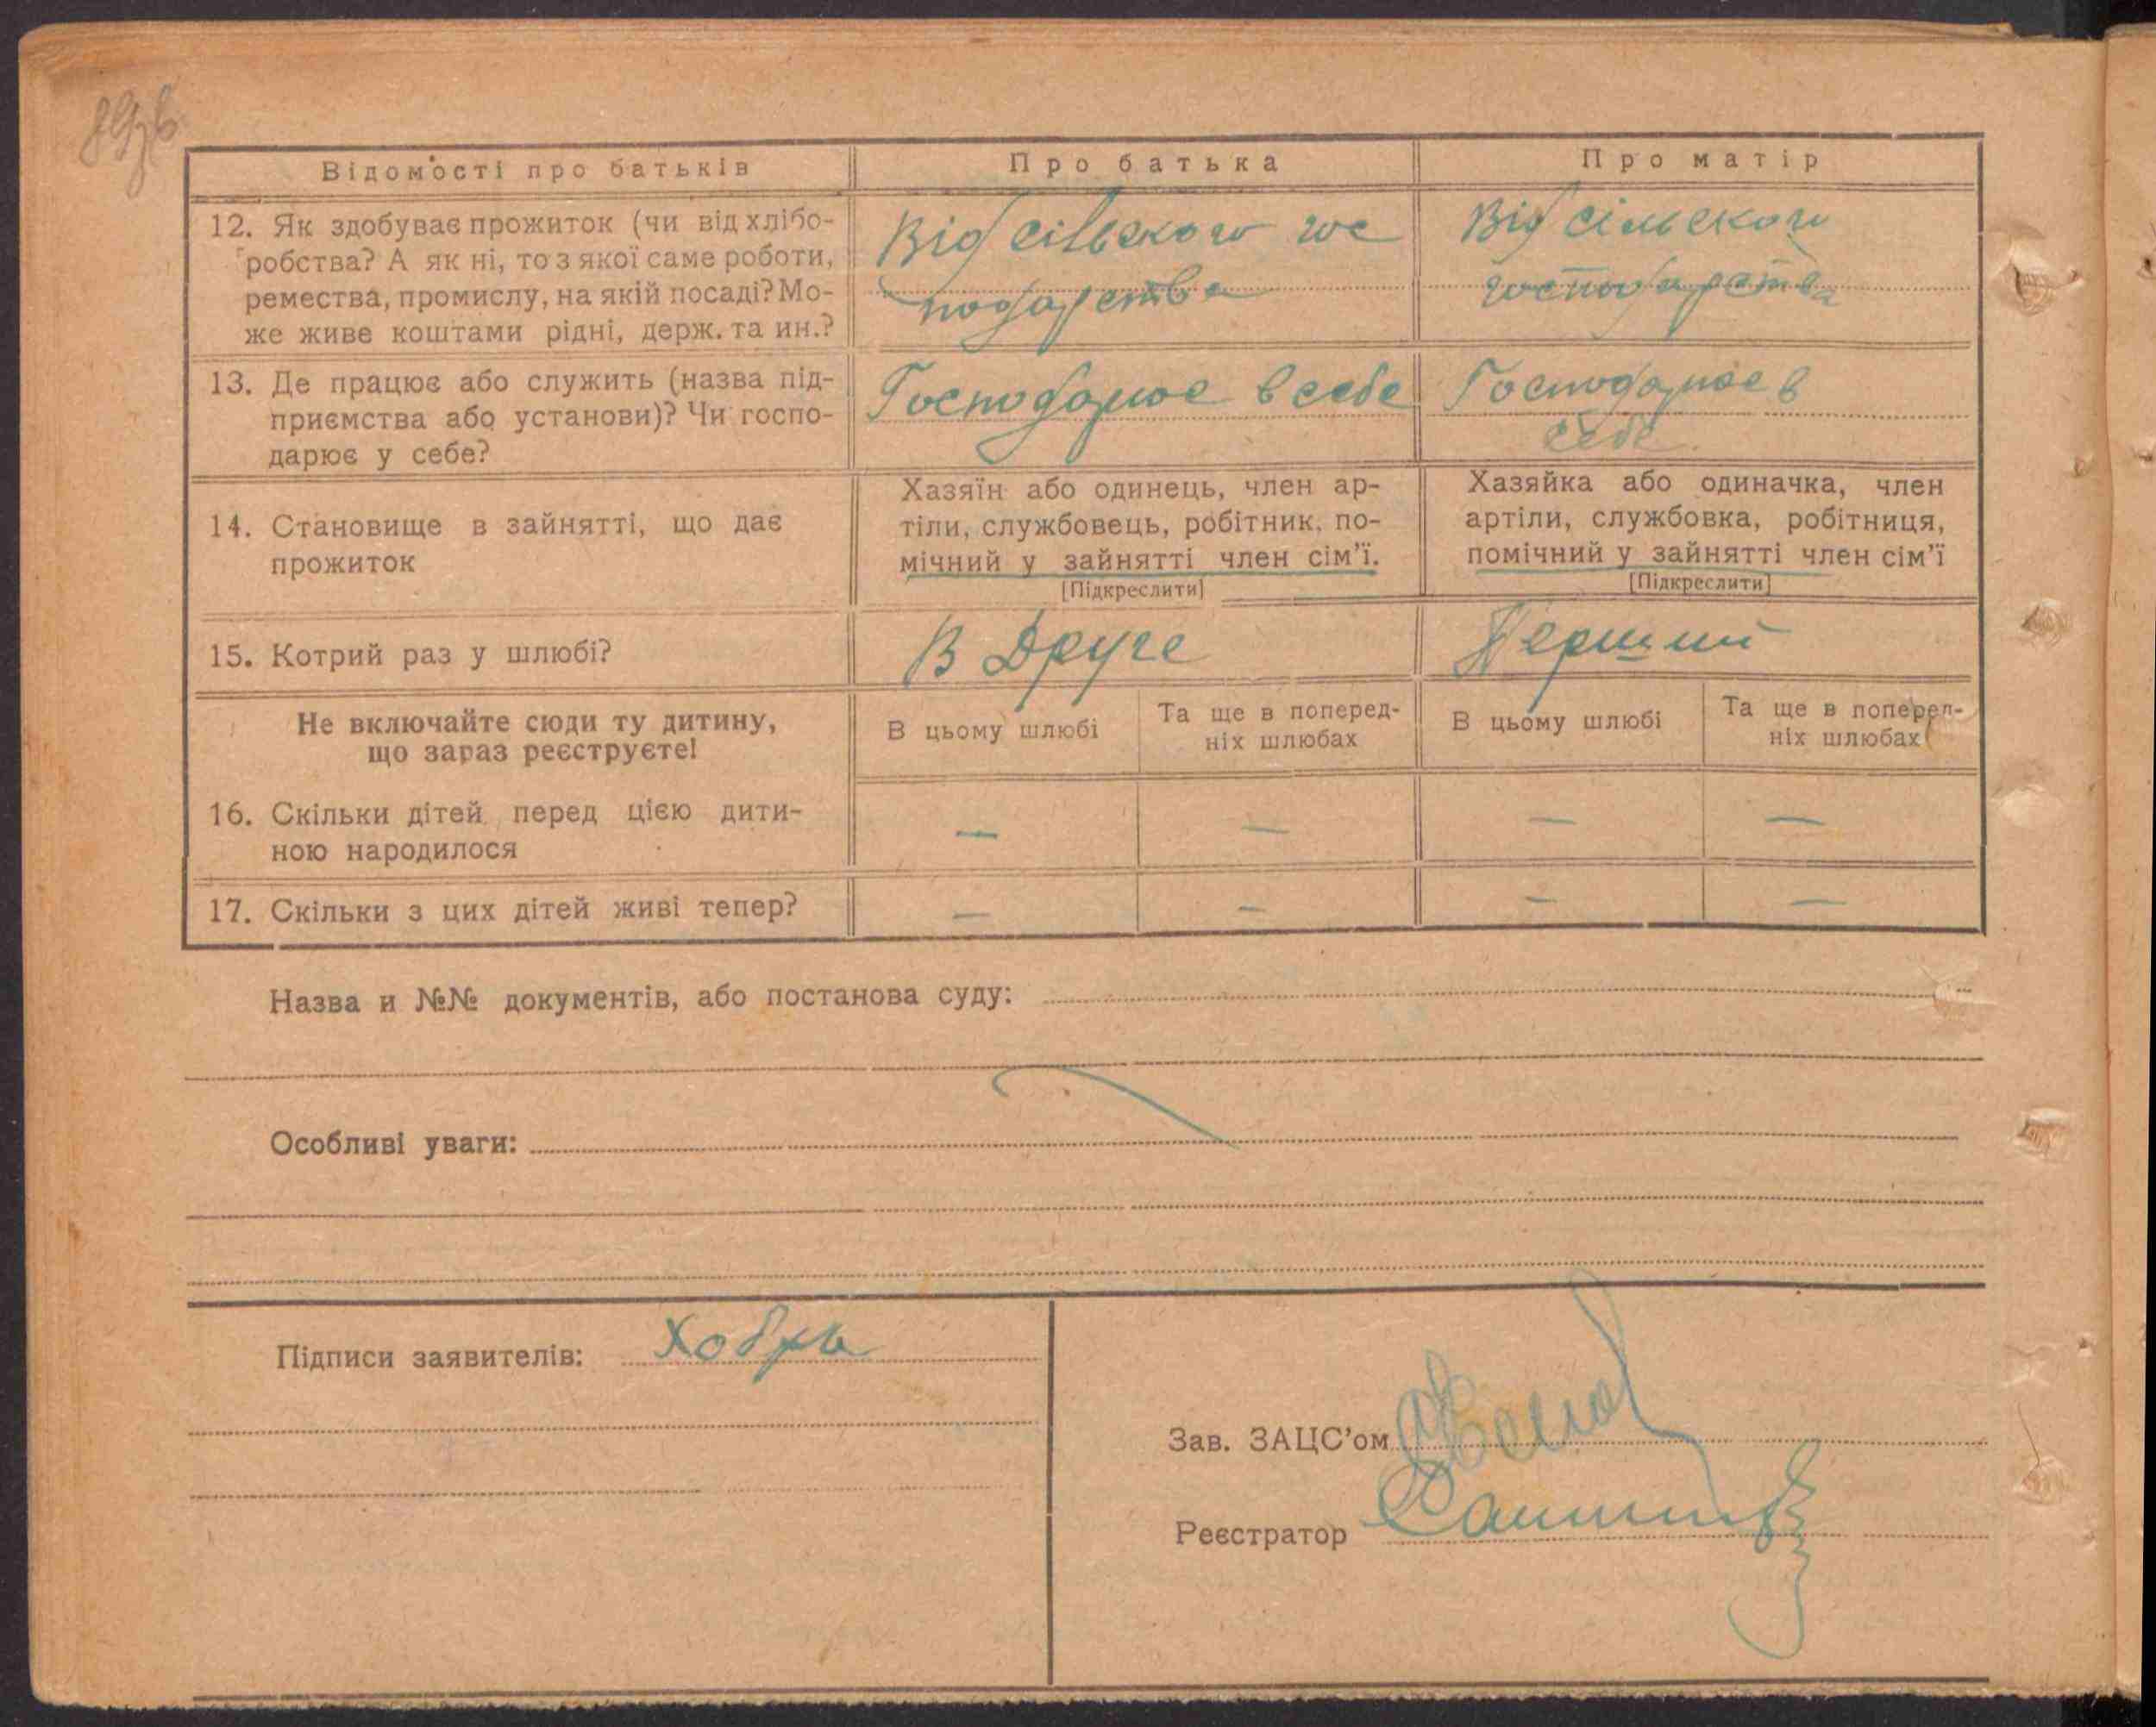 Відомості про батьків
Про батька
Про матір
12. Як здобуває прожиток (чи від хлібо-
робства? А як ні, то з якої саме роботи,
ремества, промислу, на якій посаді? Мо-
же живе коштами рідні, держ. та ин.?
Від сільского гос
подарства
Від сільского
господарства
13. Де працює або служить (назва під-
приємства або установи)? Чи госпо-
дарює у себе?
Господарює в себе
Господарює в
себе
14. Становище в зайнятті, що дає
прожиток
Хазяїн або одинець, член ар-
тіли, службовець, робітник, по-
мічний у зайнятті член сім'ї.
[Підкреслити]
Хазяйка або одиначка, член
артіли, службовка, робітниця,
помічний у зайнятті член сім'ї
[Підкреслити]
15. Котрий раз у шлюбі?
В Друге
Перший
Не включайте сюди ту дитину,
що зараз реєструєте!
В цьому шлюбі
Та ще в поперед-
ніх шлюбах
В цьому шлюбі
Та ще в поперед-
ніх шлюбах
16. Скільки дітей перед цією дити-
ною народилося
— — — —
17. Скільки з цих дітей живі тепер?
— — — —
Назва и №№ документів, або постанова суду:
Особливі уваги:
Підписи заявителів:
Зав. ЗАЦС'ом
Реєстратор